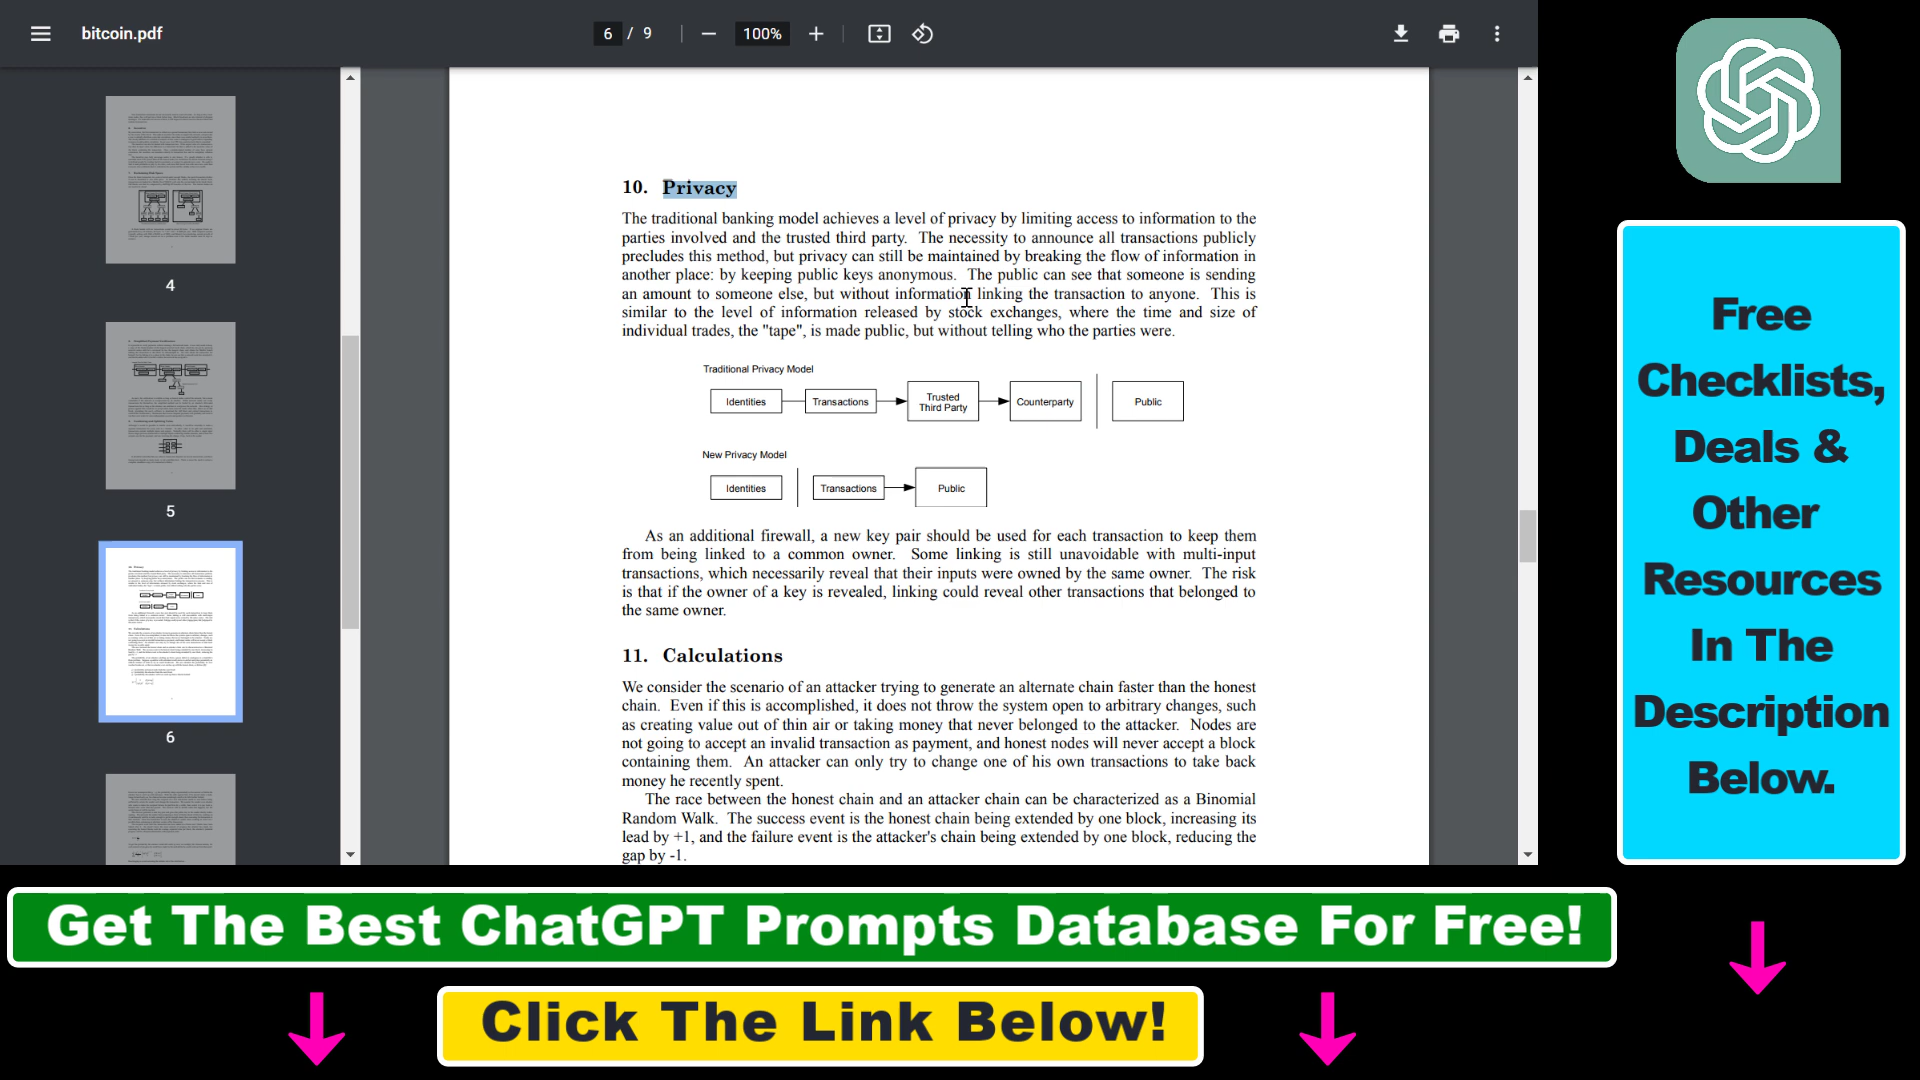 bitcoin.pdf
6 / 9
100%
4
5
6
10. Privacy
The traditional banking model achieves a level of privacy by limiting access to information to the
parties involved and the trusted third party. The necessity to announce all transactions publicly
precludes this method, but privacy can still be maintained by breaking the flow of information in
another place: by keeping public keys anonymous. The public can see that someone is sending
an amount to someone else, but without information linking the transaction to anyone. This is
similar to the level of information released by stock exchanges, where the time and size of
individual trades, the "tape", is made public, but without telling who the parties were.
Traditional Privacy Model
Identities
Transactions
Trusted
Third Party
Counterparty
Public
New Privacy Model
Identities
Transactions
Public
As an additional firewall, a new key pair should be used for each transaction to keep them
from being linked to a common owner. Some linking is still unavoidable with multi-input
transactions, which necessarily reveal that their inputs were owned by the same owner. The risk
is that if the owner of a key is revealed, linking could reveal other transactions that belonged to
the same owner.
11. Calculations
We consider the scenario of an attacker trying to generate an alternate chain faster than the honest
chain. Even if this is accomplished, it does not throw the system open to arbitrary changes, such
as creating value out of thin air or taking money that never belonged to the attacker. Nodes are
not going to accept an invalid transaction as payment, and honest nodes will never accept a block
containing them. An attacker can only try to change one of his own transactions to take back
money he recently spent.
The race between the honest chain and an attacker chain can be characterized as a Binomial
Random Walk. The success event is the honest chain being extended by one block, increasing its
lead by +1, and the failure event is the attacker's chain being extended by one block, reducing the
gap by -1.
Free
Checklists,
Deals &
Other
Resources
In The
Description
Below.
Get The Best ChatGPT Prompts Database For Free!
Click The Link Below!